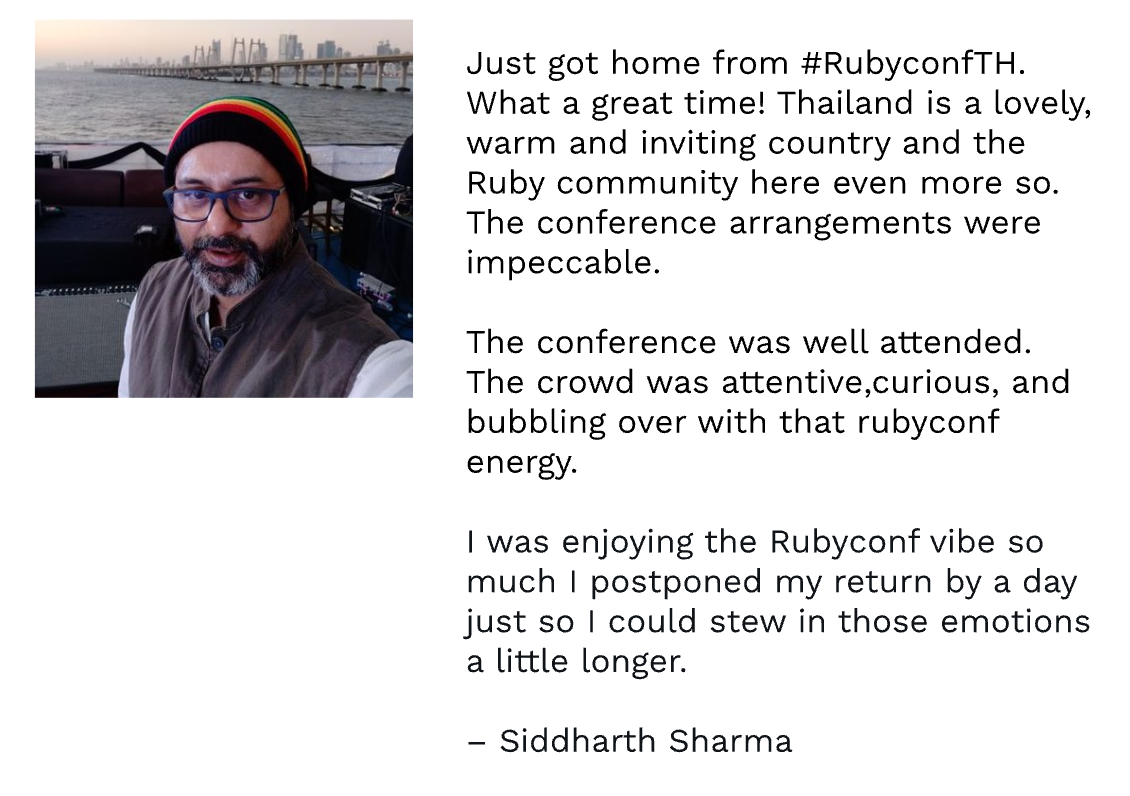 Just got home from #RubyconfTH.
What a great time! Thailand is a lovely,
warm and inviting country and the
Ruby community here even more so.
The conference arrangements were
impeccable.
The conference was well attended.
The crowd was attentive,curious, and
bubbling over with that rubyconf
energy.
I was enjoying the Rubyconf vibe so
much I postponed my return by a day
just so I could stew in those emotions
a little longer.
– Siddharth Sharma